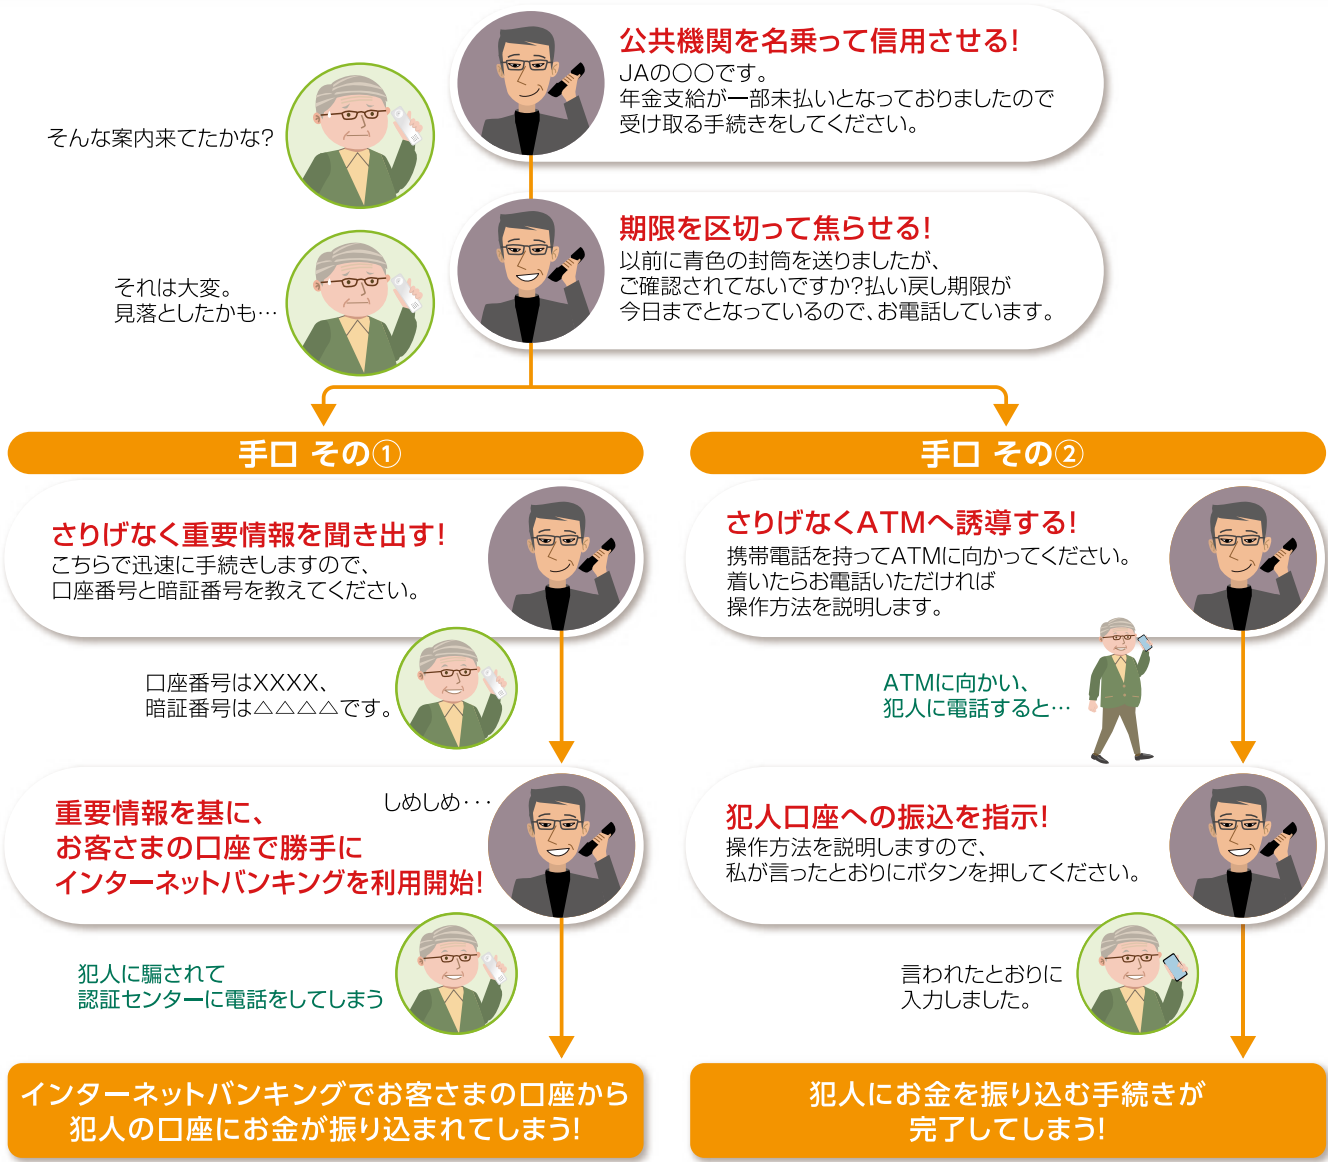 公共機関を名乗って信用させる!
JAの〇〇です。
年金支給が一部未払いとなっておりましたので
受け取る手続きをしてください。
そんな案内来てたかな?
期限を区切って焦らせる!
以前に青色の封筒を送りましたが、
ご確認されてないですか?払い戻し期限が
今日までとなっているので、お電話しています。
それは大変。
見落としたかも…
手口 その①
さりげなく重要情報を聞き出す!
こちらで迅速に手続きしますので、
口座番号と暗証番号を教えてください。
口座番号はXXXX、
暗証番号は△△△△です。
しめしめ・・・
重要情報を基に、
お客さまの口座で勝手に
インターネットバンキングを利用開始!
犯人に騙されて
認証センターに電話をしてしまう
インターネットバンキングでお客さまの口座から
犯人の口座にお金が振り込まれてしまう!
手口 その②
さりげなくATMへ誘導する!
携帯電話を持ってATMに向かってください。
着いたらお電話いただければ
操作方法を説明します。
ATMに向かい、
犯人に電話すると…
犯人口座への振込を指示!
操作方法を説明しますので、
私が言ったとおりにボタンを押してください。
言われたとおりに
入力しました。
犯人にお金を振り込む手続きが
完了してしまう!